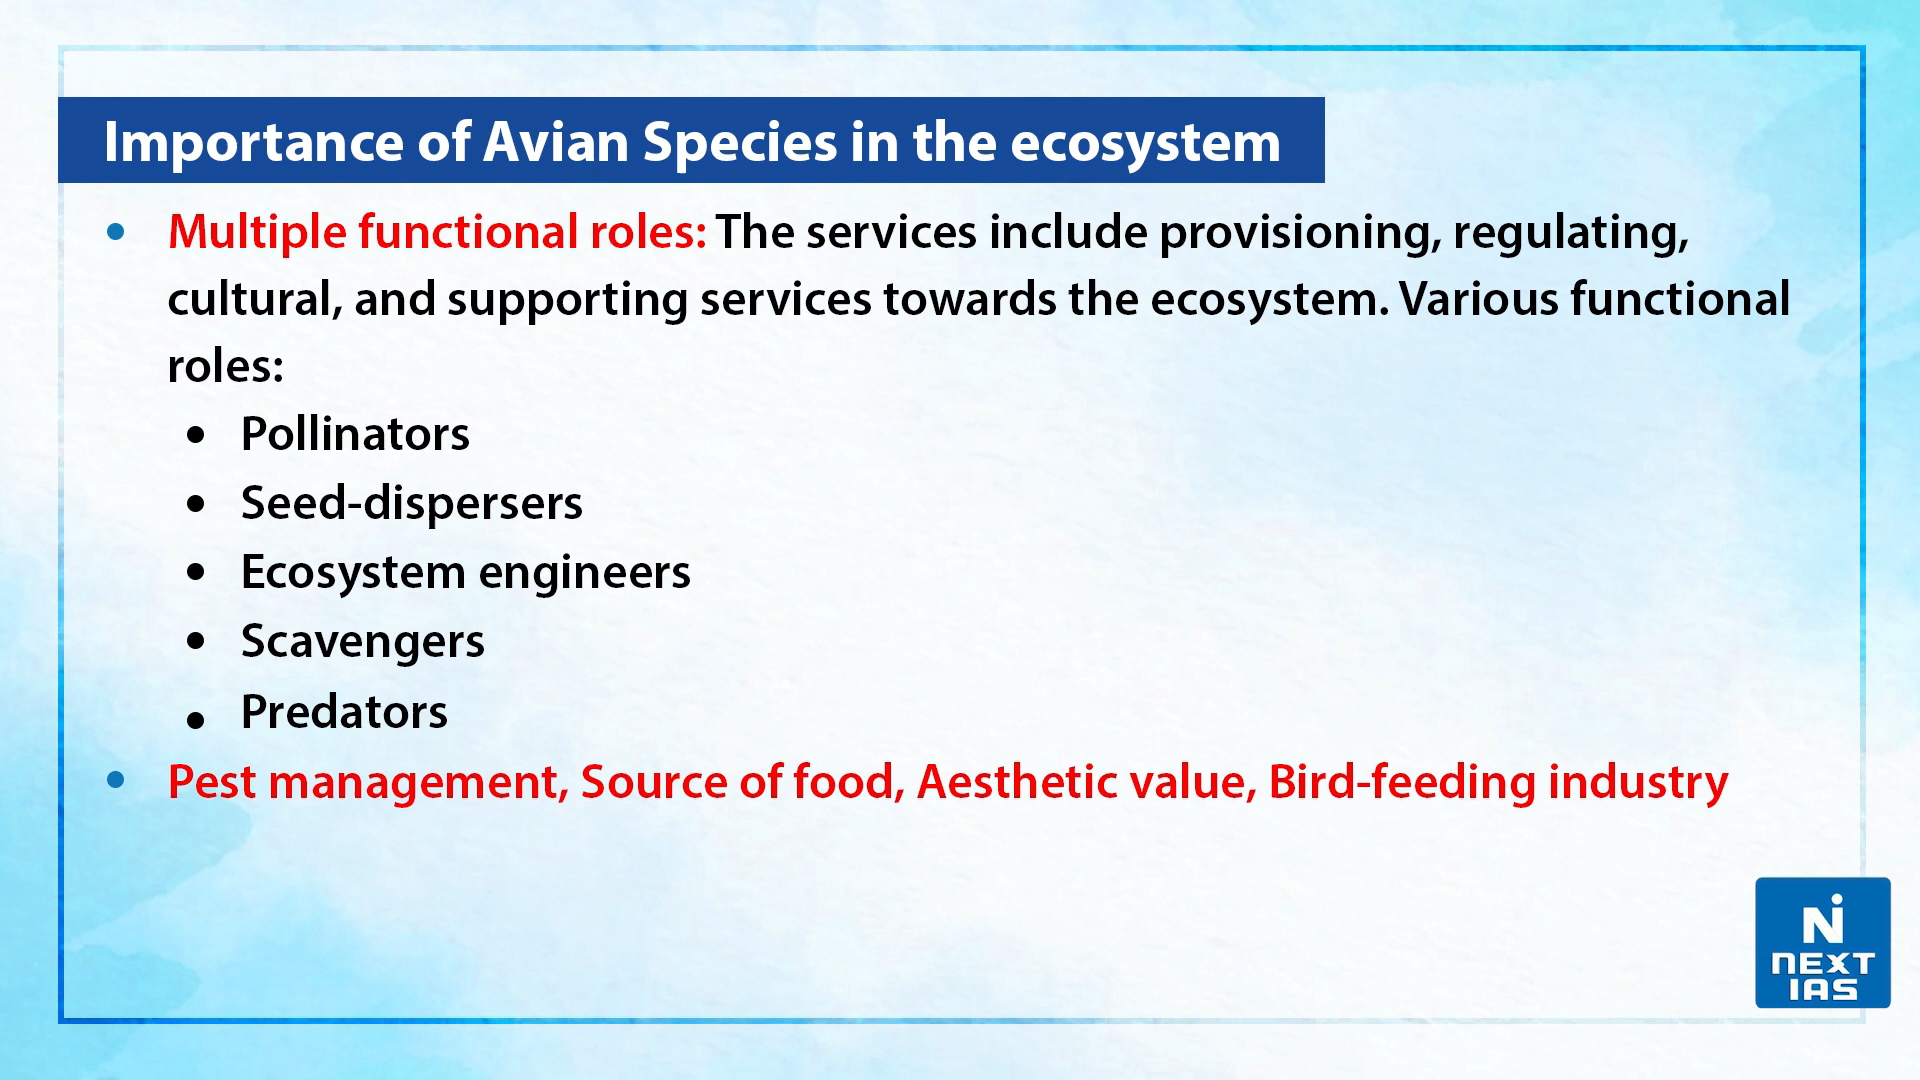 Importance of Avian Species in the ecosystem
• Multiple functional roles: The services include provisioning, regulating,
cultural, and supporting services towards the ecosystem. Various functional
roles:
• Pollinators
• Seed-dispersers
• Ecosystem engineers
• Scavengers
• Predators
• Pest management, Source of food, Aesthetic value, Bird-feeding industry
N
NEXT
IAS